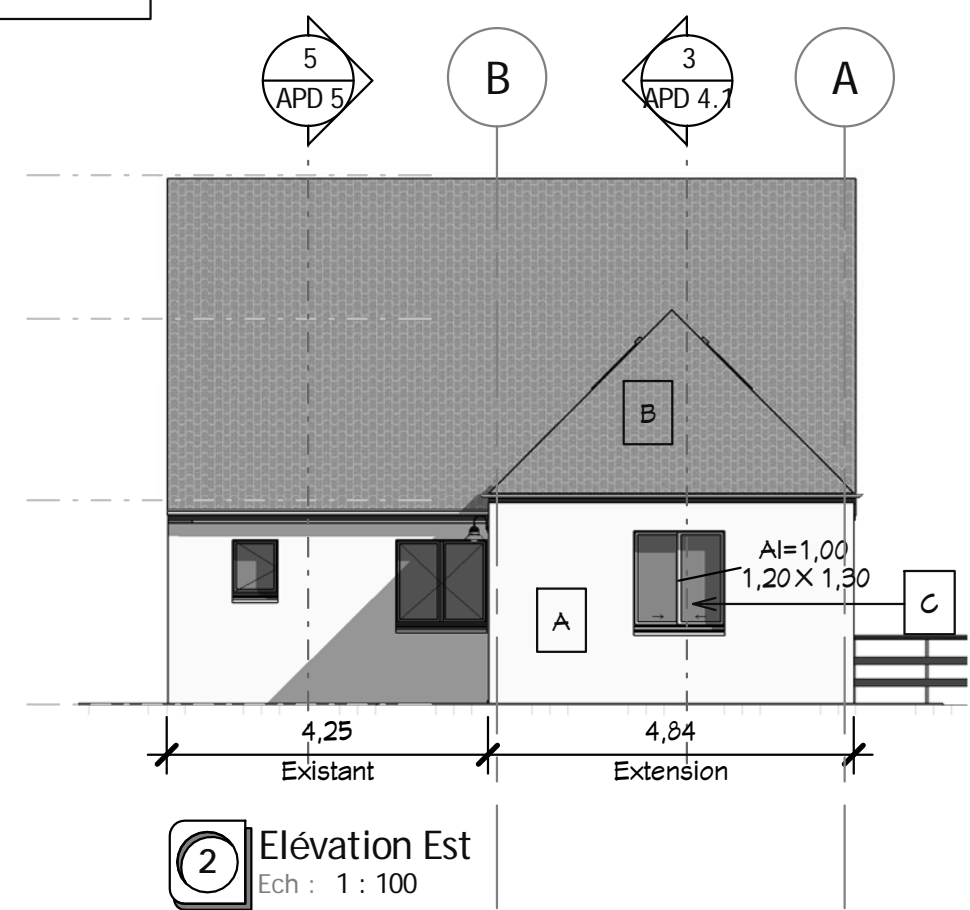 5
APD 5
B
3
APD 4.1
A
B
Al=1,00
1,20 X 1,30
C
A
4,25
4,84
Existant
Extension
2
Elévation Est
Ech : 1 : 100